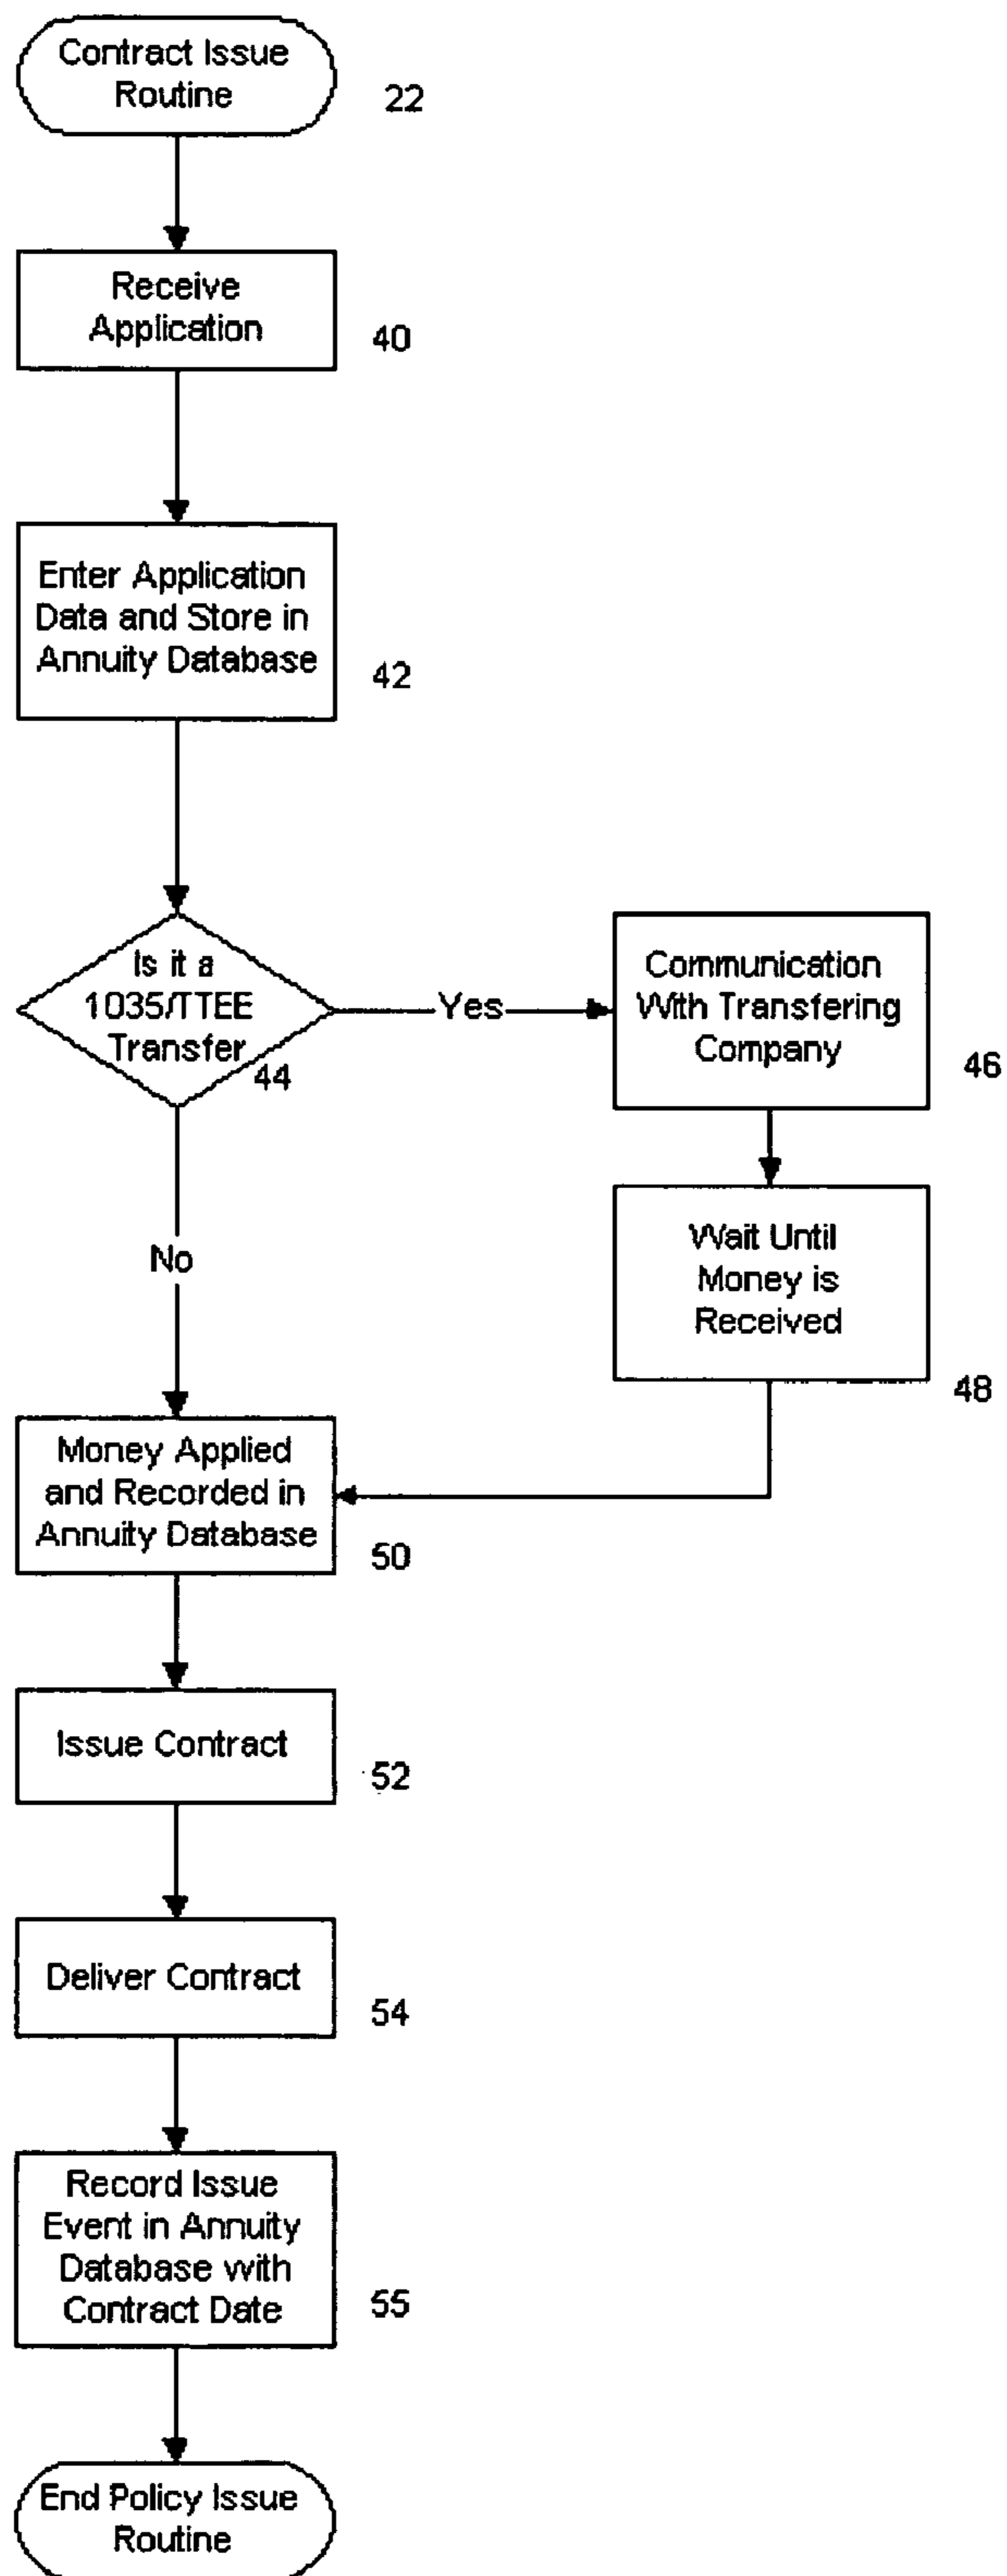 Contract Issue
Routine
22
Receive
Application
40
Enter Application
Data and Store in
Annuity Database
42
Is it a
1035/TTEE
Transfer
44
Yes
Communication
With Transfering
Company
46
Wait Until
Money is
Received
48
No
Money Applied
and Recorded in
Annuity Database
50
Issue Contract
52
Deliver Contract
54
Record Issue
Event in Annuity
Database with
Contract Date
55
End Policy Issue
Routine